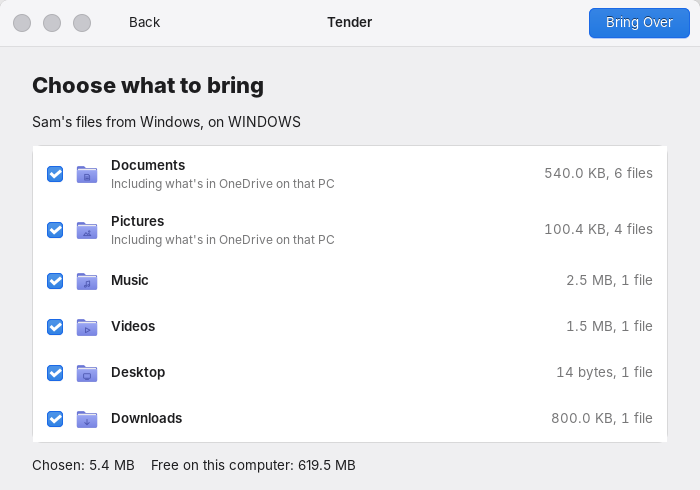 Back
Tender
Bring Over
Choose what to bring
Sam's files from Windows, on WINDOWS
Documents
Including what's in OneDrive on that PC
540.0 KB, 6 files
Pictures
Including what's in OneDrive on that PC
100.4 KB, 4 files
Music
2.5 MB, 1 file
Videos
1.5 MB, 1 file
Desktop
14 bytes, 1 file
Downloads
800.0 KB, 1 file
Chosen: 5.4 MB
Free on this computer: 619.5 MB